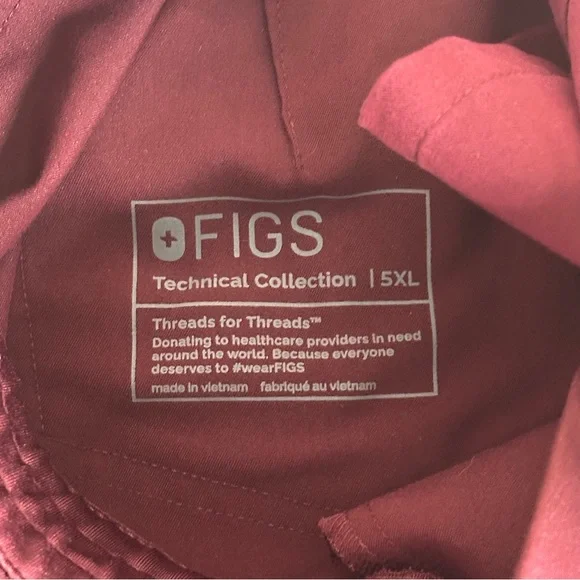 FIGS
Technical Collection | 5XL
Threads for Threads™
Donating to healthcare providers in need
around the world. Because everyone
deserves to #wearFIGS
made in vietnam fabriqué au vietnam